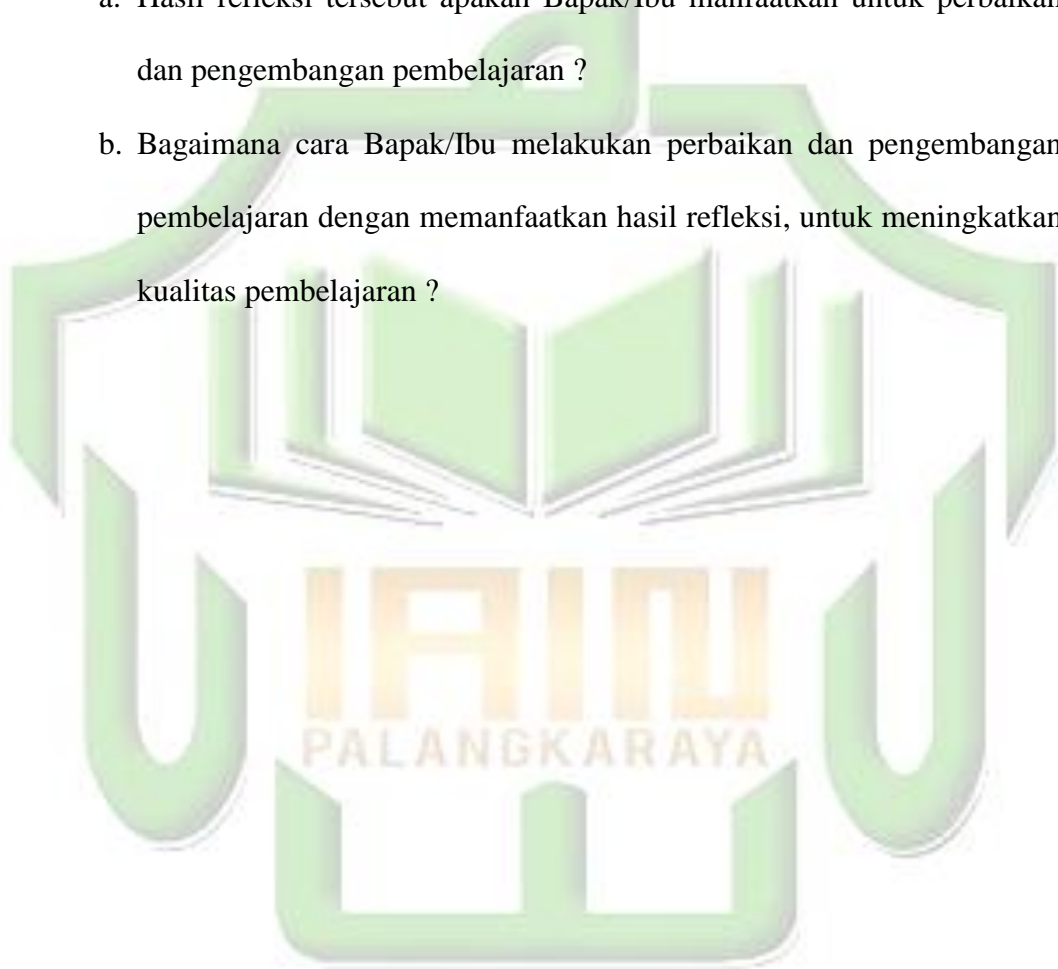 a. Hasil refleksi tersebut apakah Bapak/Ibu manfaatkan untuk perbaikan
dan pengembangan pembelajaran ?
b. Bagaimana cara Bapak/Ibu melakukan perbaikan dan pengembangan
pembelajaran dengan memanfaatkan hasil refleksi, untuk meningkatkan
kualitas pembelajaran ?
IAIN
PALANGKARAYA